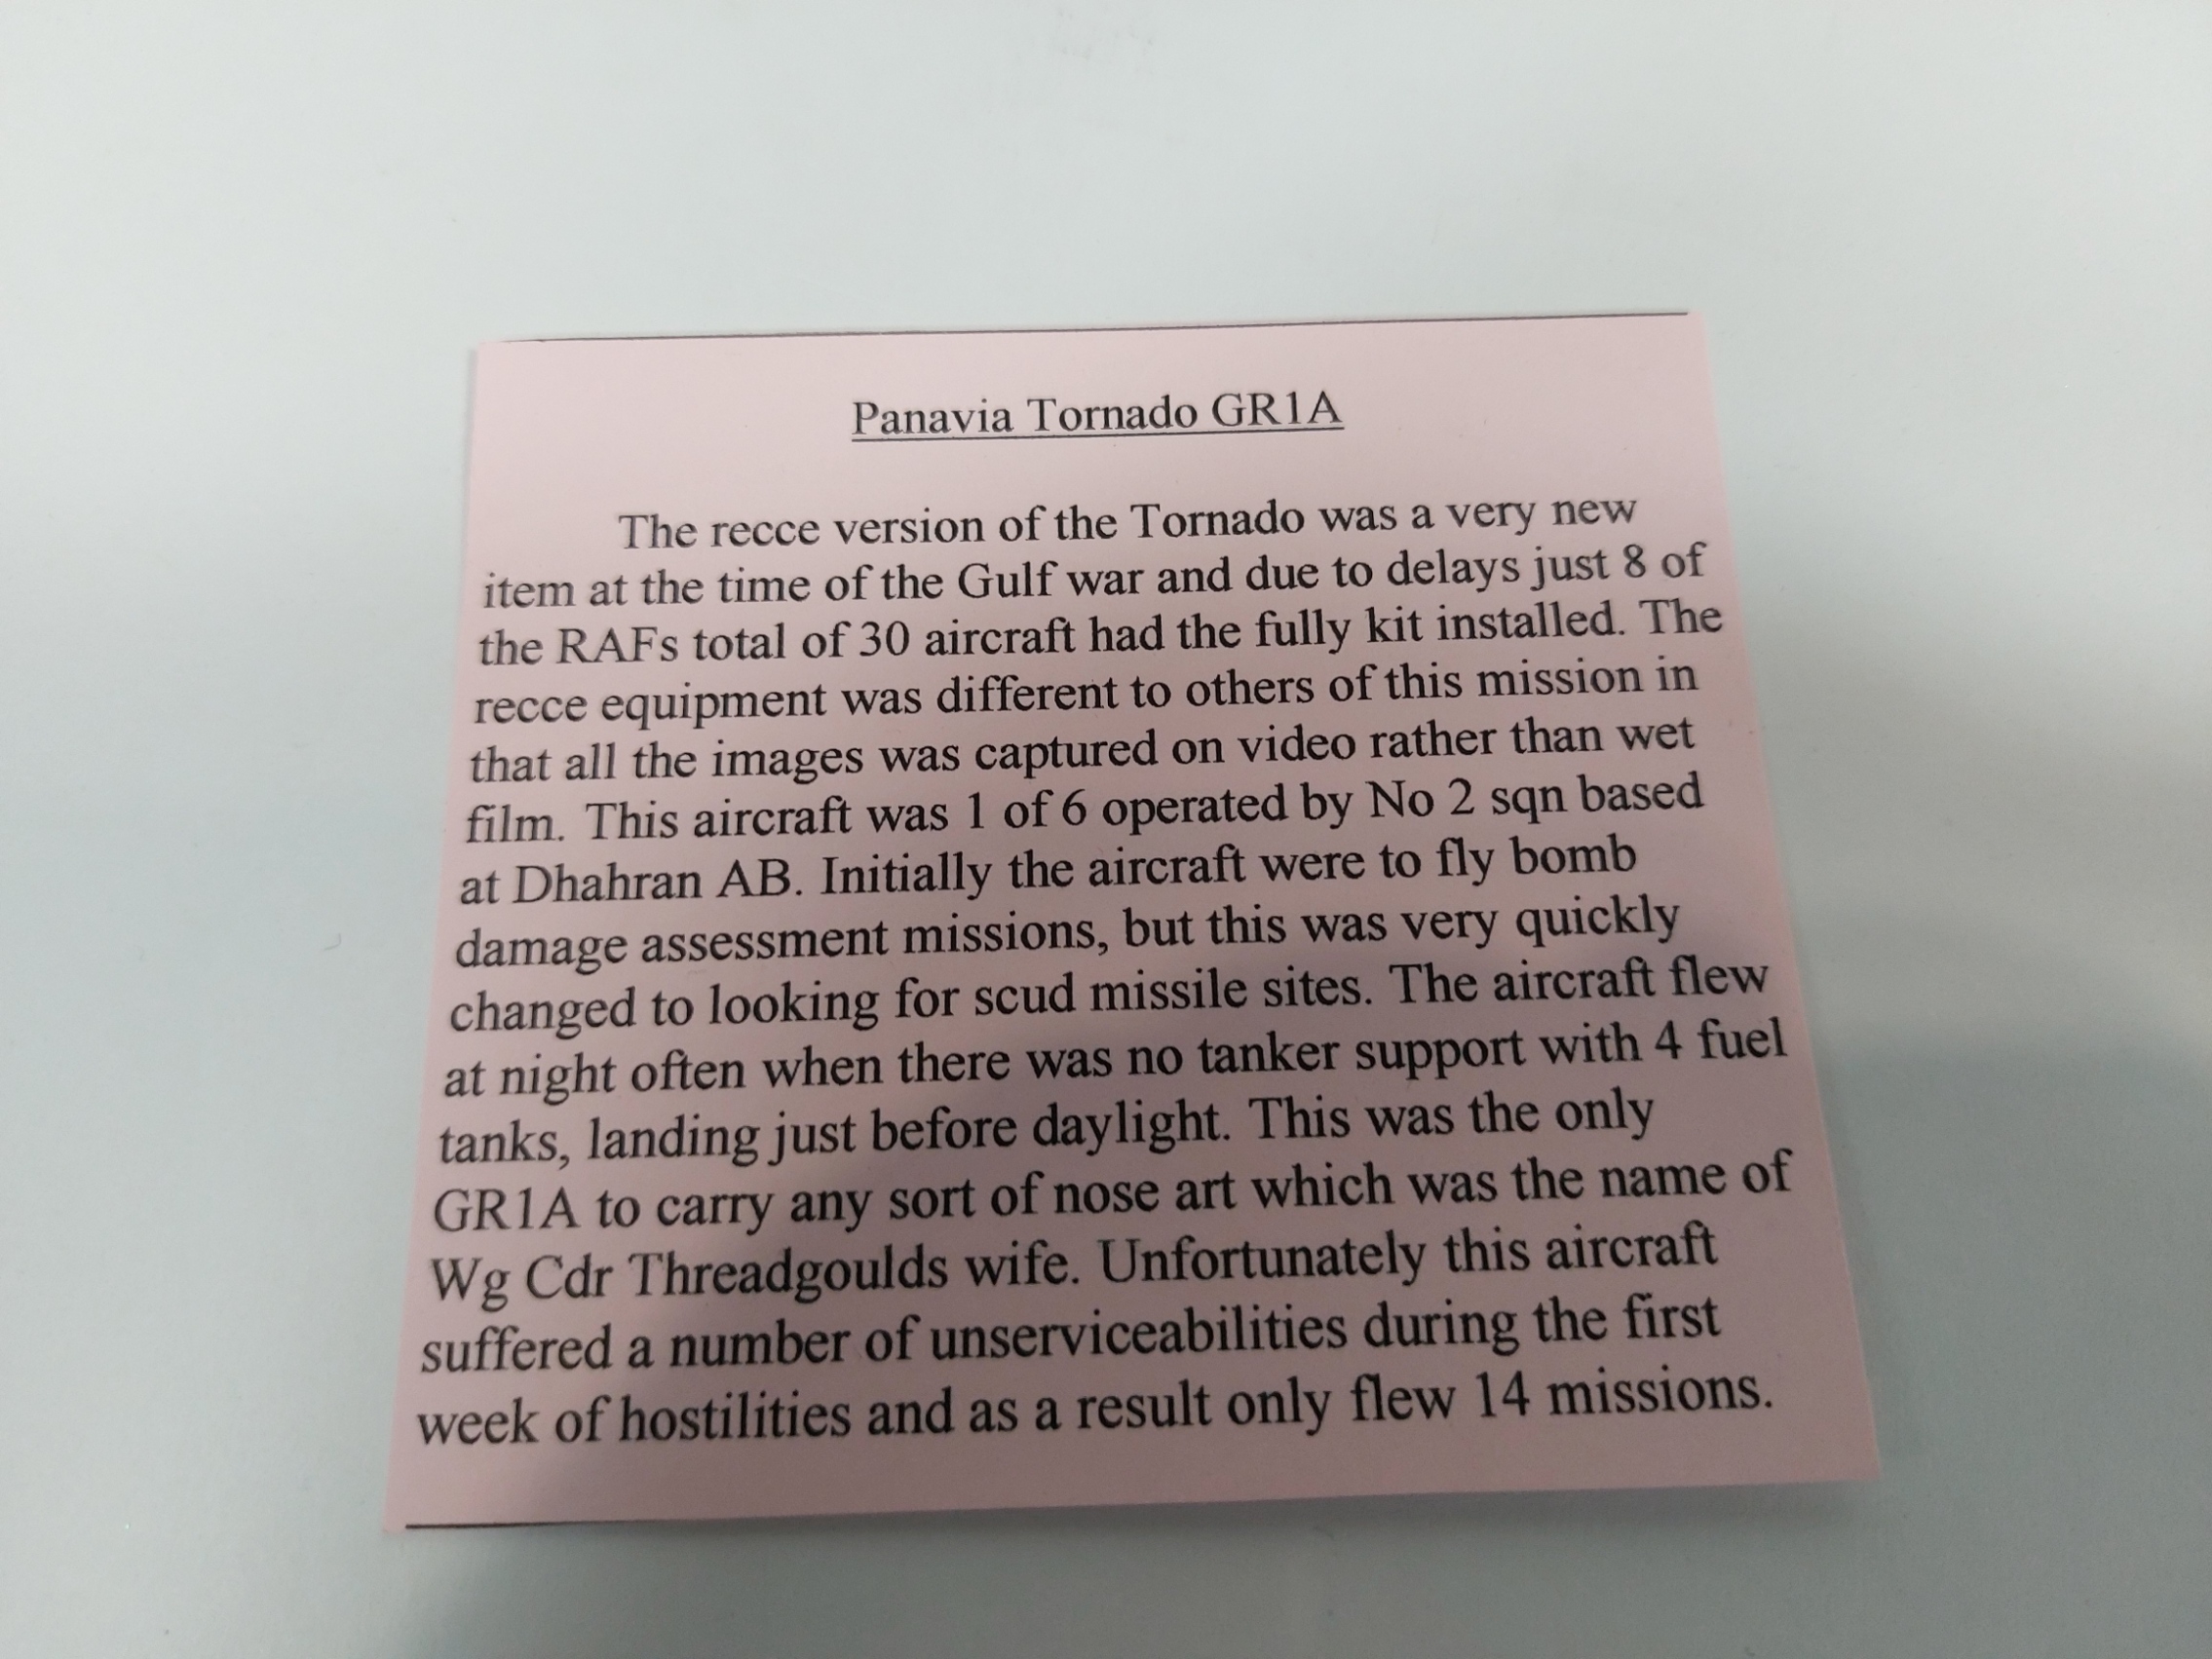 Panavia Tornado GR1A
The recce version of the Tornado was a very new
item at the time of the Gulf war and due to delays just 8 of
the RAFs total of 30 aircraft had the fully kit installed. The
recce equipment was different to others of this mission in
that all the images was captured on video rather than wet
film. This aircraft was 1 of 6 operated by No 2 sqn based
at Dhahran AB. Initially the aircraft were to fly bomb
damage assessment missions, but this was very quickly
changed to looking for scud missile sites. The aircraft flew
at night often when there was no tanker support with 4 fuel
tanks, landing just before daylight. This was the only
GR1A to carry any sort of nose art which was the name of
Wg Cdr Threadgoulds wife. Unfortunately this aircraft
suffered a number of unserviceabilities during the first
week of hostilities and as a result only flew 14 missions.